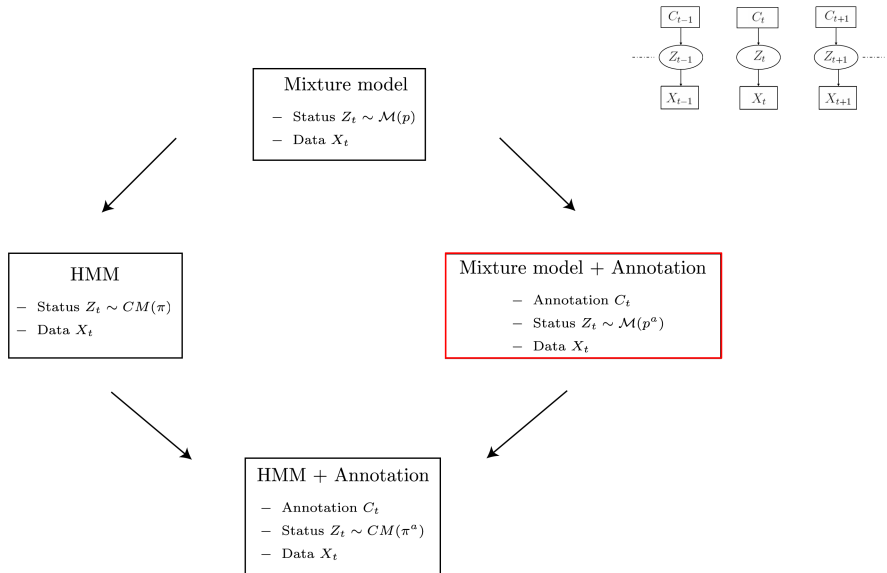 C_{t−1} C_t C_{t+1}
Z_{t−1} Z_t Z_{t+1}
X_{t−1} X_t X_{t+1}
Mixture model
− Status Z_t ∼ M(p)
− Data X_t
HMM
− Status Z_t ∼ CM(π)
− Data X_t
Mixture model + Annotation
− Annotation C_t
− Status Z_t ∼ M(p^a)
− Data X_t
HMM + Annotation
− Annotation C_t
− Status Z_t ∼ CM(π^a)
− Data X_t